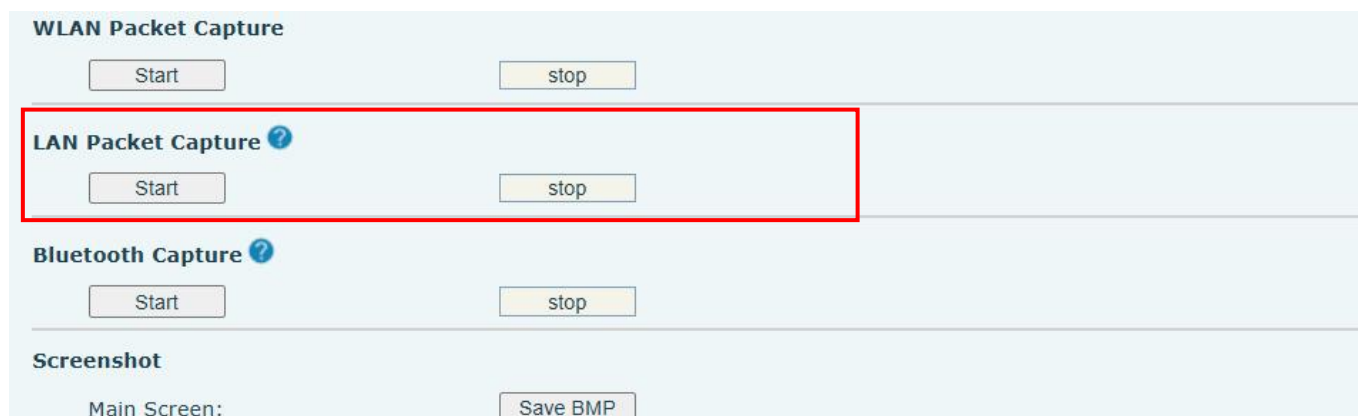 WLAN Packet Capture
Start stop
LAN Packet Capture ?
Start stop
Bluetooth Capture ?
Start stop
Screenshot
Main Screen: Save BMP